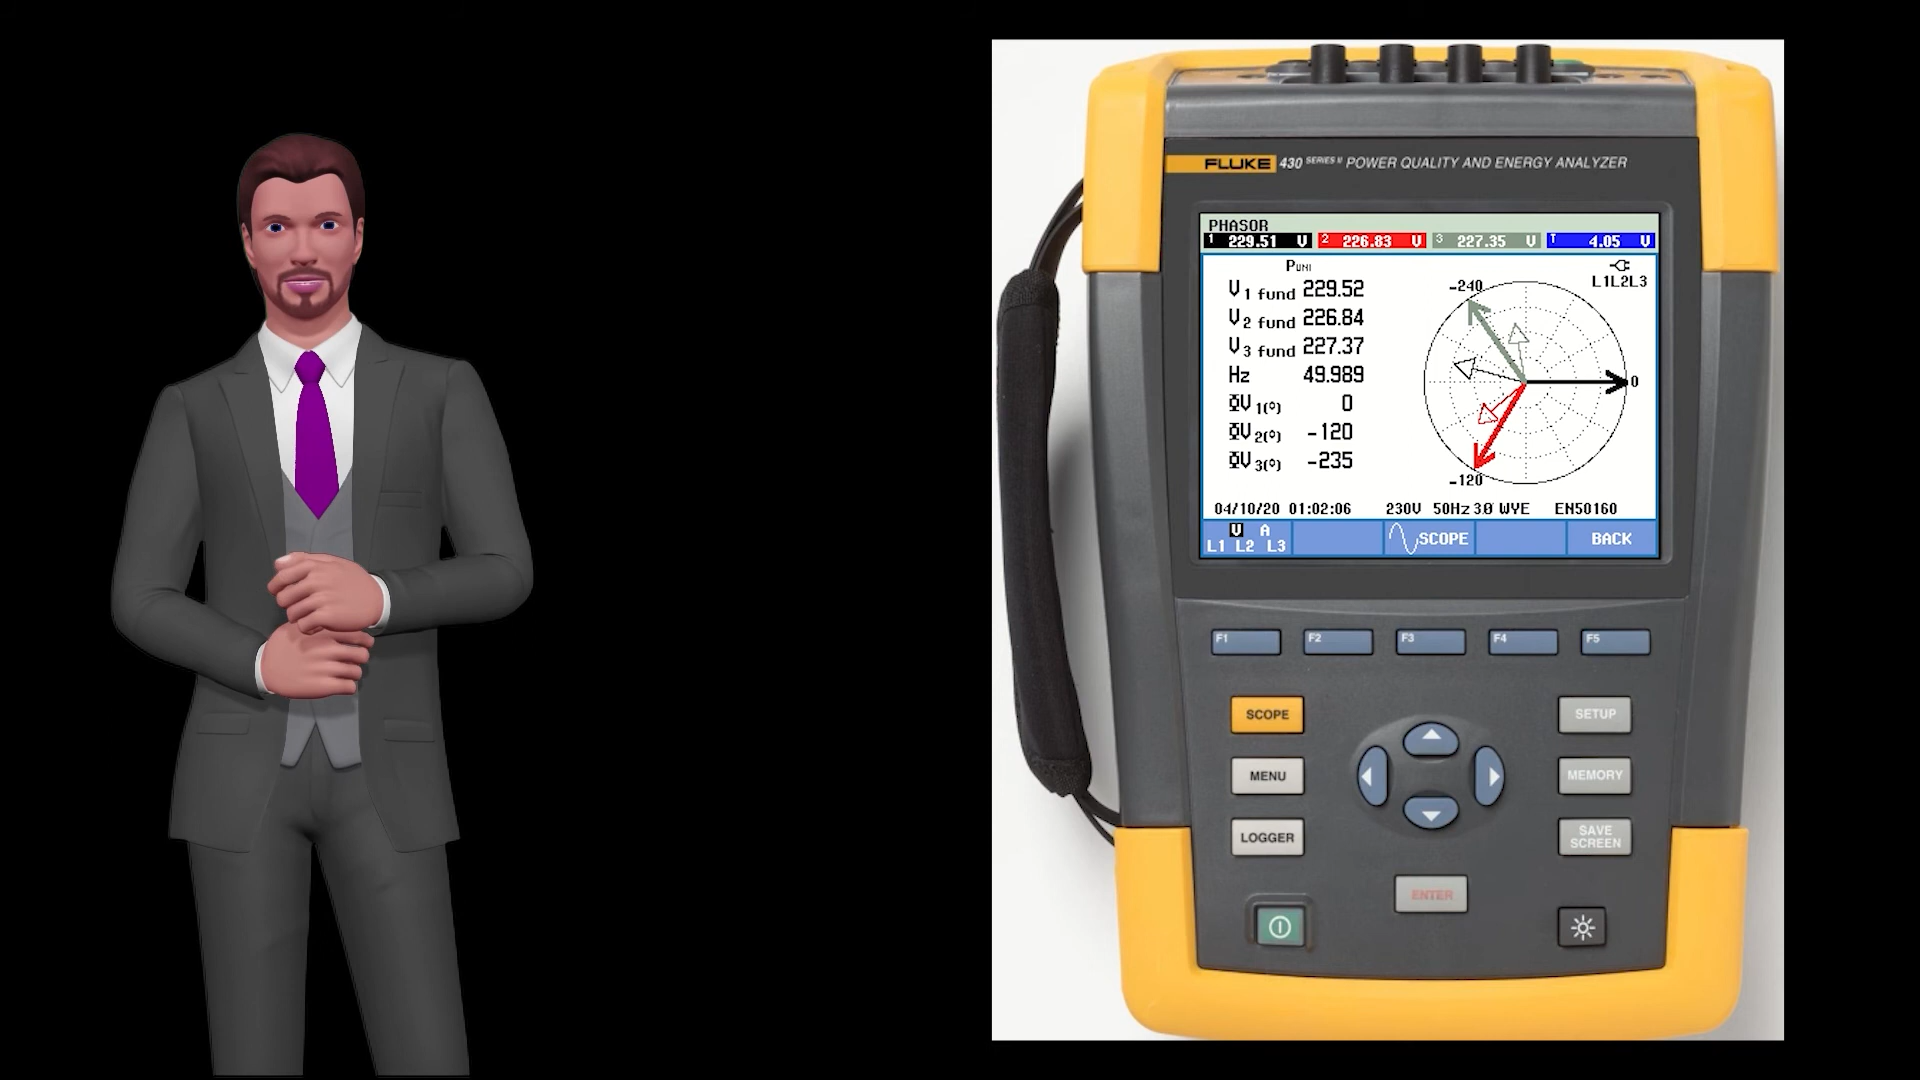 FLUKE 430 SERIES II POWER QUALITY AND ENERGY ANALYZER
PHASOR
1 229.51 V 2 226.83 V 3 227.35 V T 4.05 V
PUNI
L1L2L3
V1 fund 229.52
V2 fund 226.84
V3 fund 227.37
Hz 49.989
ΦV1(°) 0
ΦV2(°) -120
ΦV3(°) -235
-240
0
-120
04/10/20 01:02:06 230V 50Hz 3Ø WYE EN50160
V A
L1 L2 L3
SCOPE
BACK
F1 F2 F3 F4 F5
SCOPE
SETUP
MENU
MEMORY
LOGGER
SAVE
SCREEN
ENTER